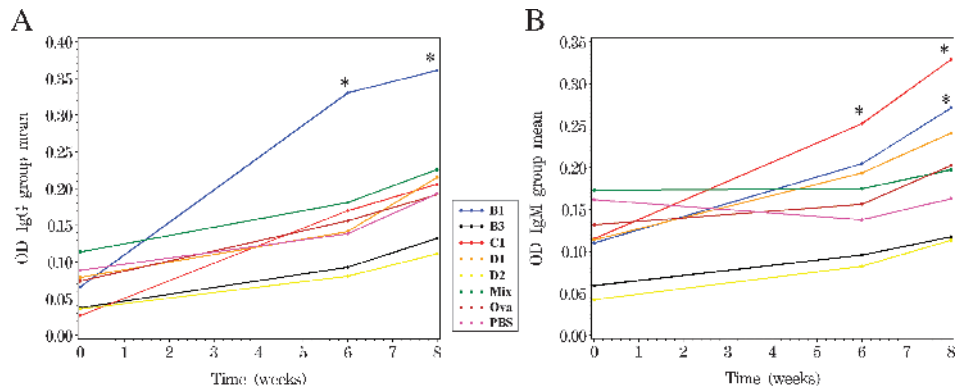 A
B
OD IgG group mean
0.40
0.35
0.30
0.25
0.20
0.15
0.10
0.05
0.00
*
*
0 1 2 3 4 5 6 7 8
Time (weeks)
B1
B3
C1
D1
D2
Mix
Ova
PBS
OD IgM group mean
0.35
0.30
0.25
0.20
0.15
0.10
0.05
0.00
*
*
*
0 1 2 3 4 5 6 7 8
Time (weeks)